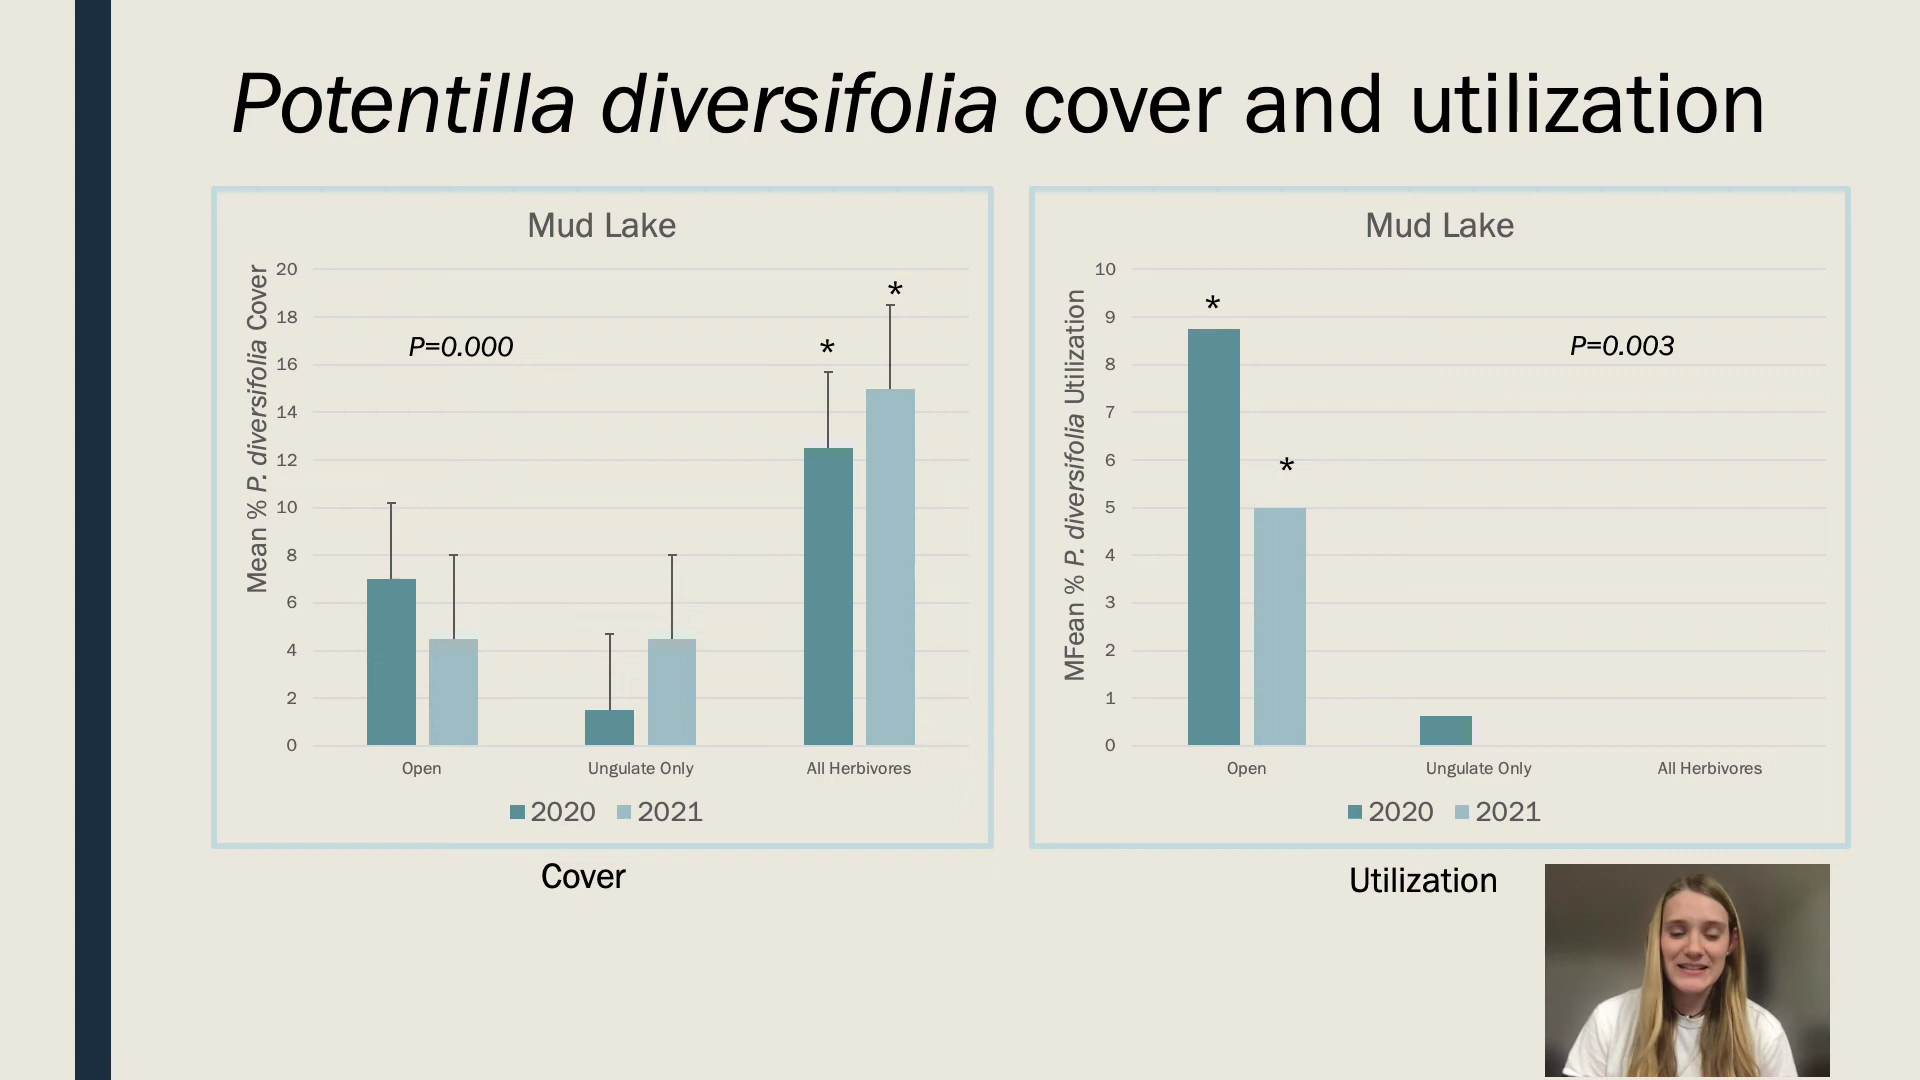 Potentilla diversifolia cover and utilization
Mud Lake
Mean % P. diversifolia Cover
20
18
16
14
12
10
8
6
4
2
0
P=0.000
*
*
Open
Ungulate Only
All Herbivores
2020
2021
Cover
Mud Lake
MFean % P. diversifolia Utilization
10
9
8
7
6
5
4
3
2
1
0
*
*
P=0.003
Open
Ungulate Only
All Herbivores
2020
2021
Utilization